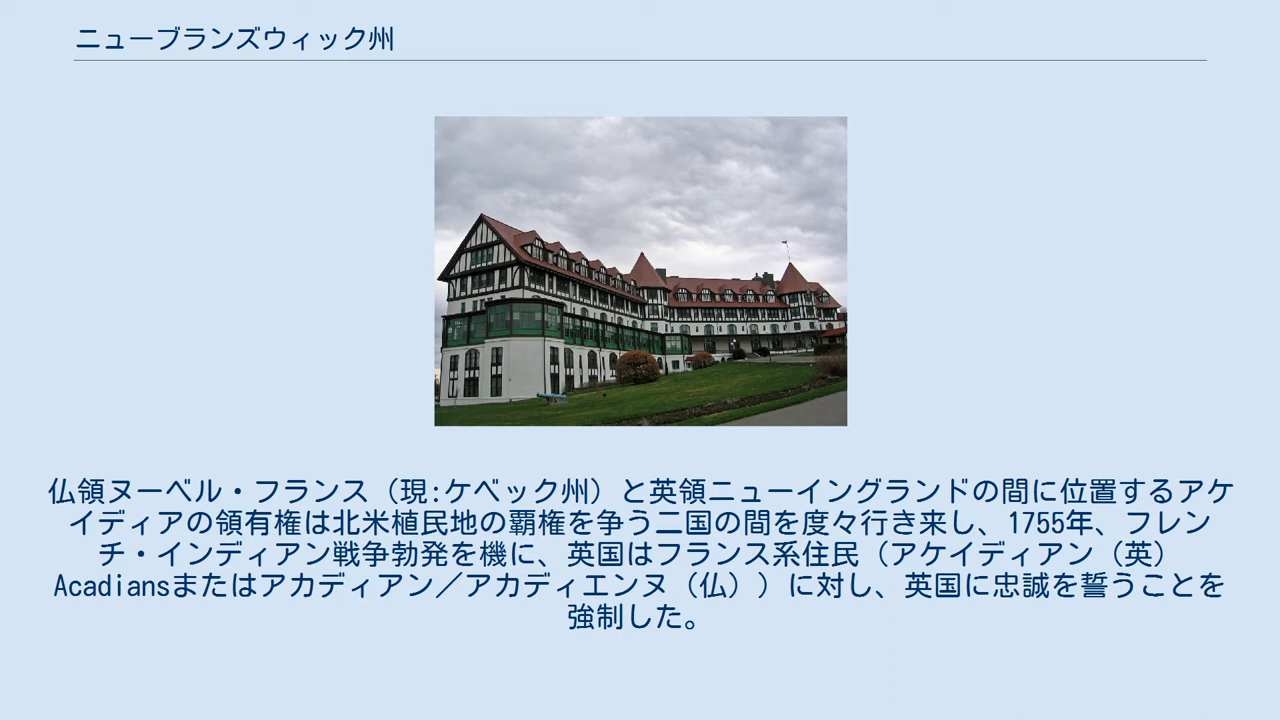 ニューブランズウィック州
仏領ヌーベル・フランス（現:ケベック州）と英領ニューイングランドの間に位置するアケ
イディアの領有権は北米植民地の覇権を争う二国の間を度々行き来し、1755年、フレン
チ・インディアン戦争勃発を機に、英国はフランス系住民（アケイディアン（英）
Acadiansまたはアカディアン／アカディエンヌ（仏））に対し、英国に忠誠を誓うことを
強制した。